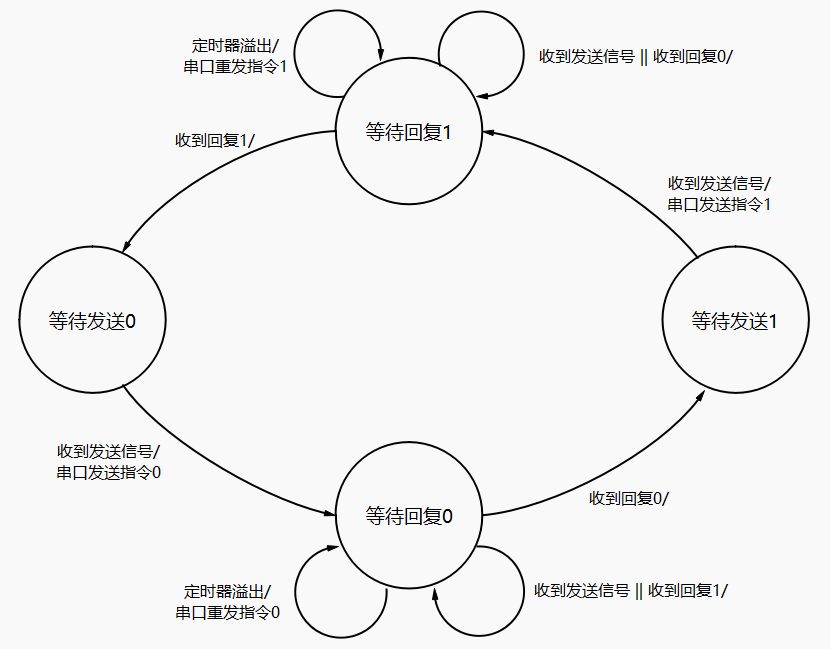 定时器溢出/
串口重发指令1
收到发送信号 || 收到回复0/
等待回复1
收到回复1/
收到发送信号/
串口发送指令1
等待发送0
等待发送1
收到发送信号/
串口发送指令0
等待回复0
收到回复0/
定时器溢出/
串口重发指令0
收到发送信号 || 收到回复1/